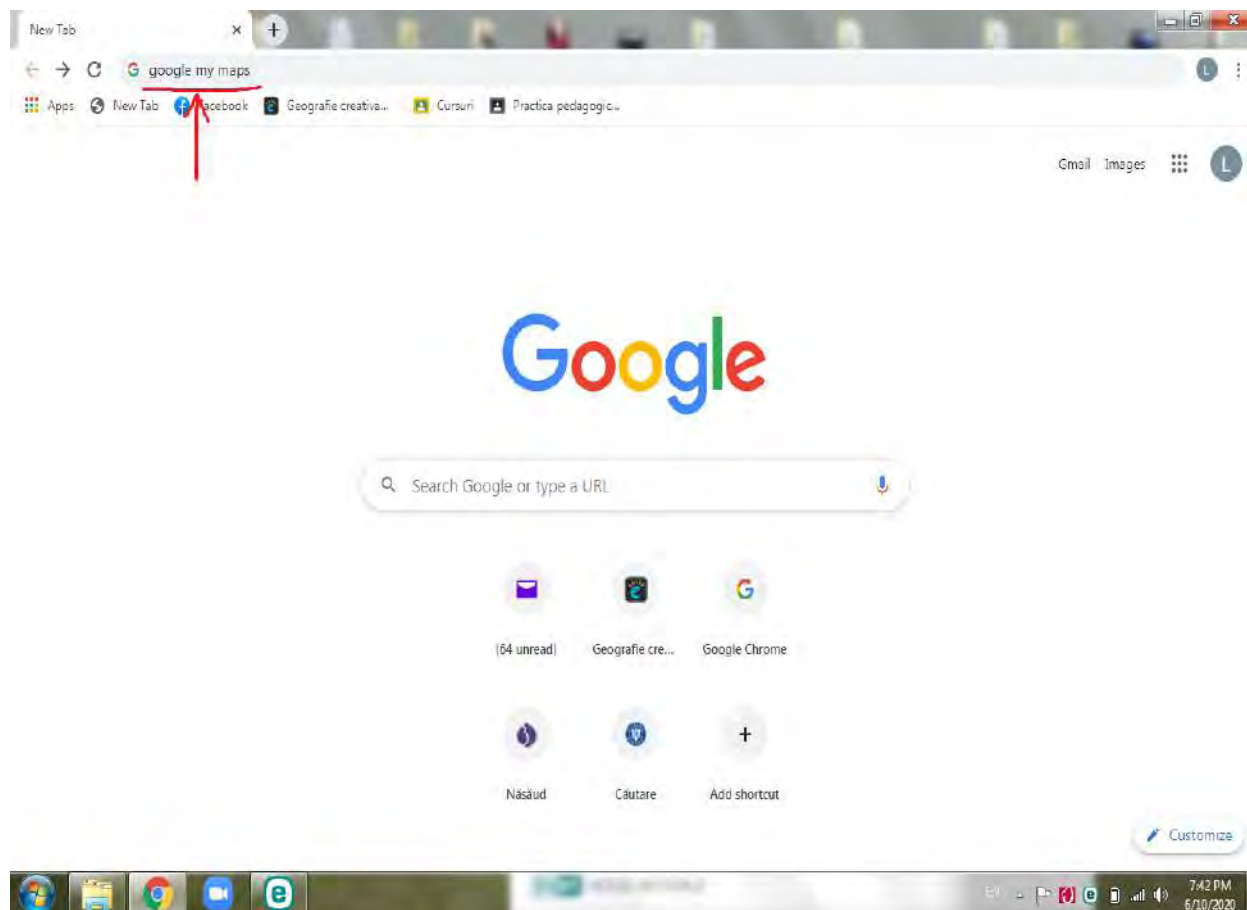 New Tab
google my maps
Apps New Tab Facebook Geografie creativa... Cursuri Practica pedagogic...
Gmail Images L
Google
Search Google or type a URL
(64 unread) Geografie cre... Google Chrome
Năsăud Căutare Add shortcut
Customize
7:42 PM
6/10/2020